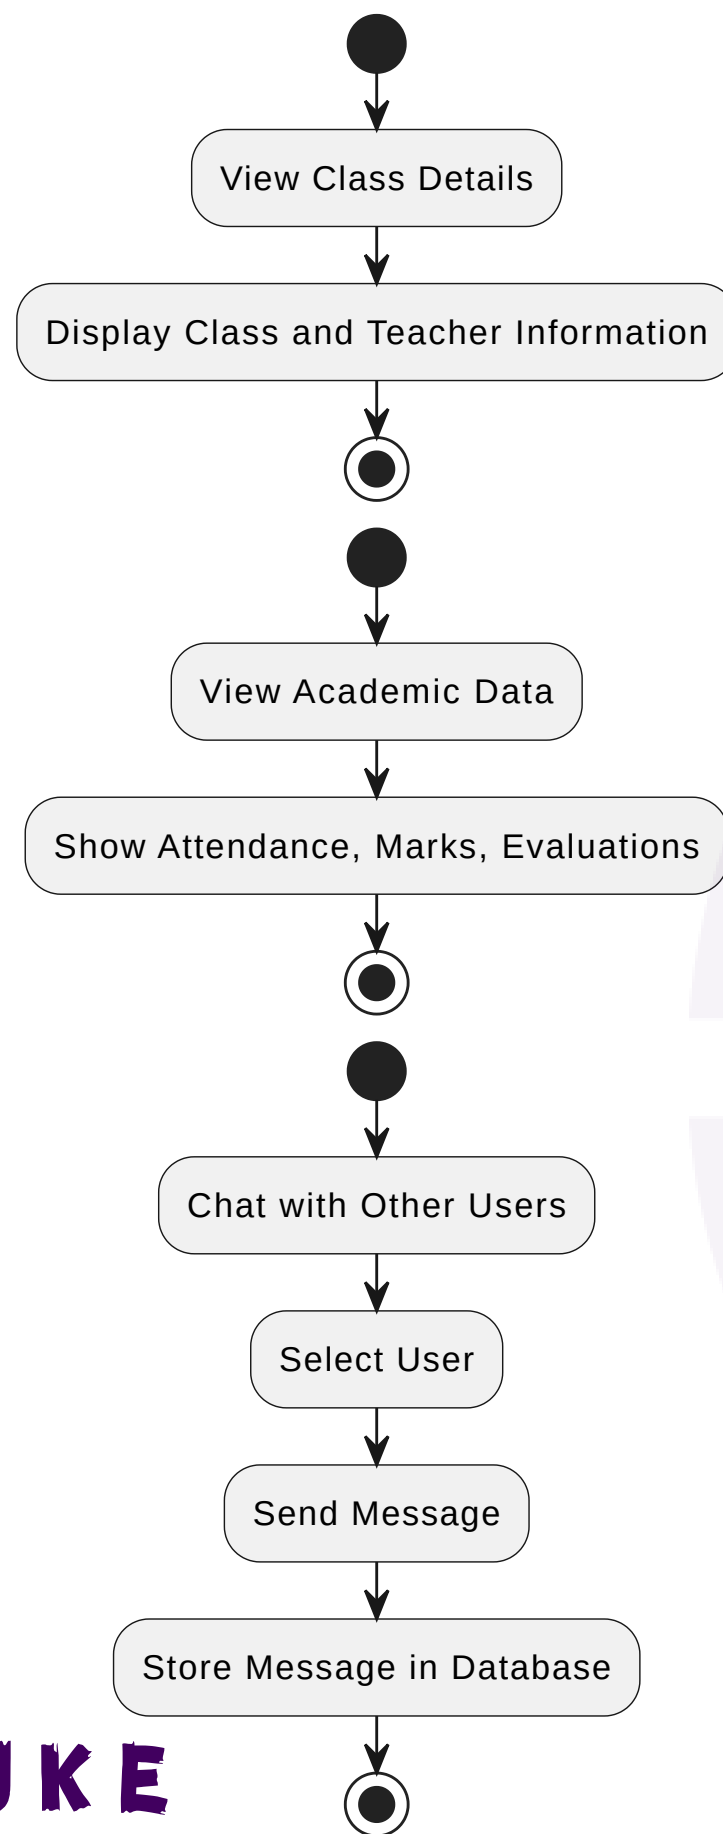 View Class Details
Display Class and Teacher Information
View Academic Data
Show Attendance, Marks, Evaluations
Chat with Other Users
Select User
Send Message
Store Message in Database
UKE